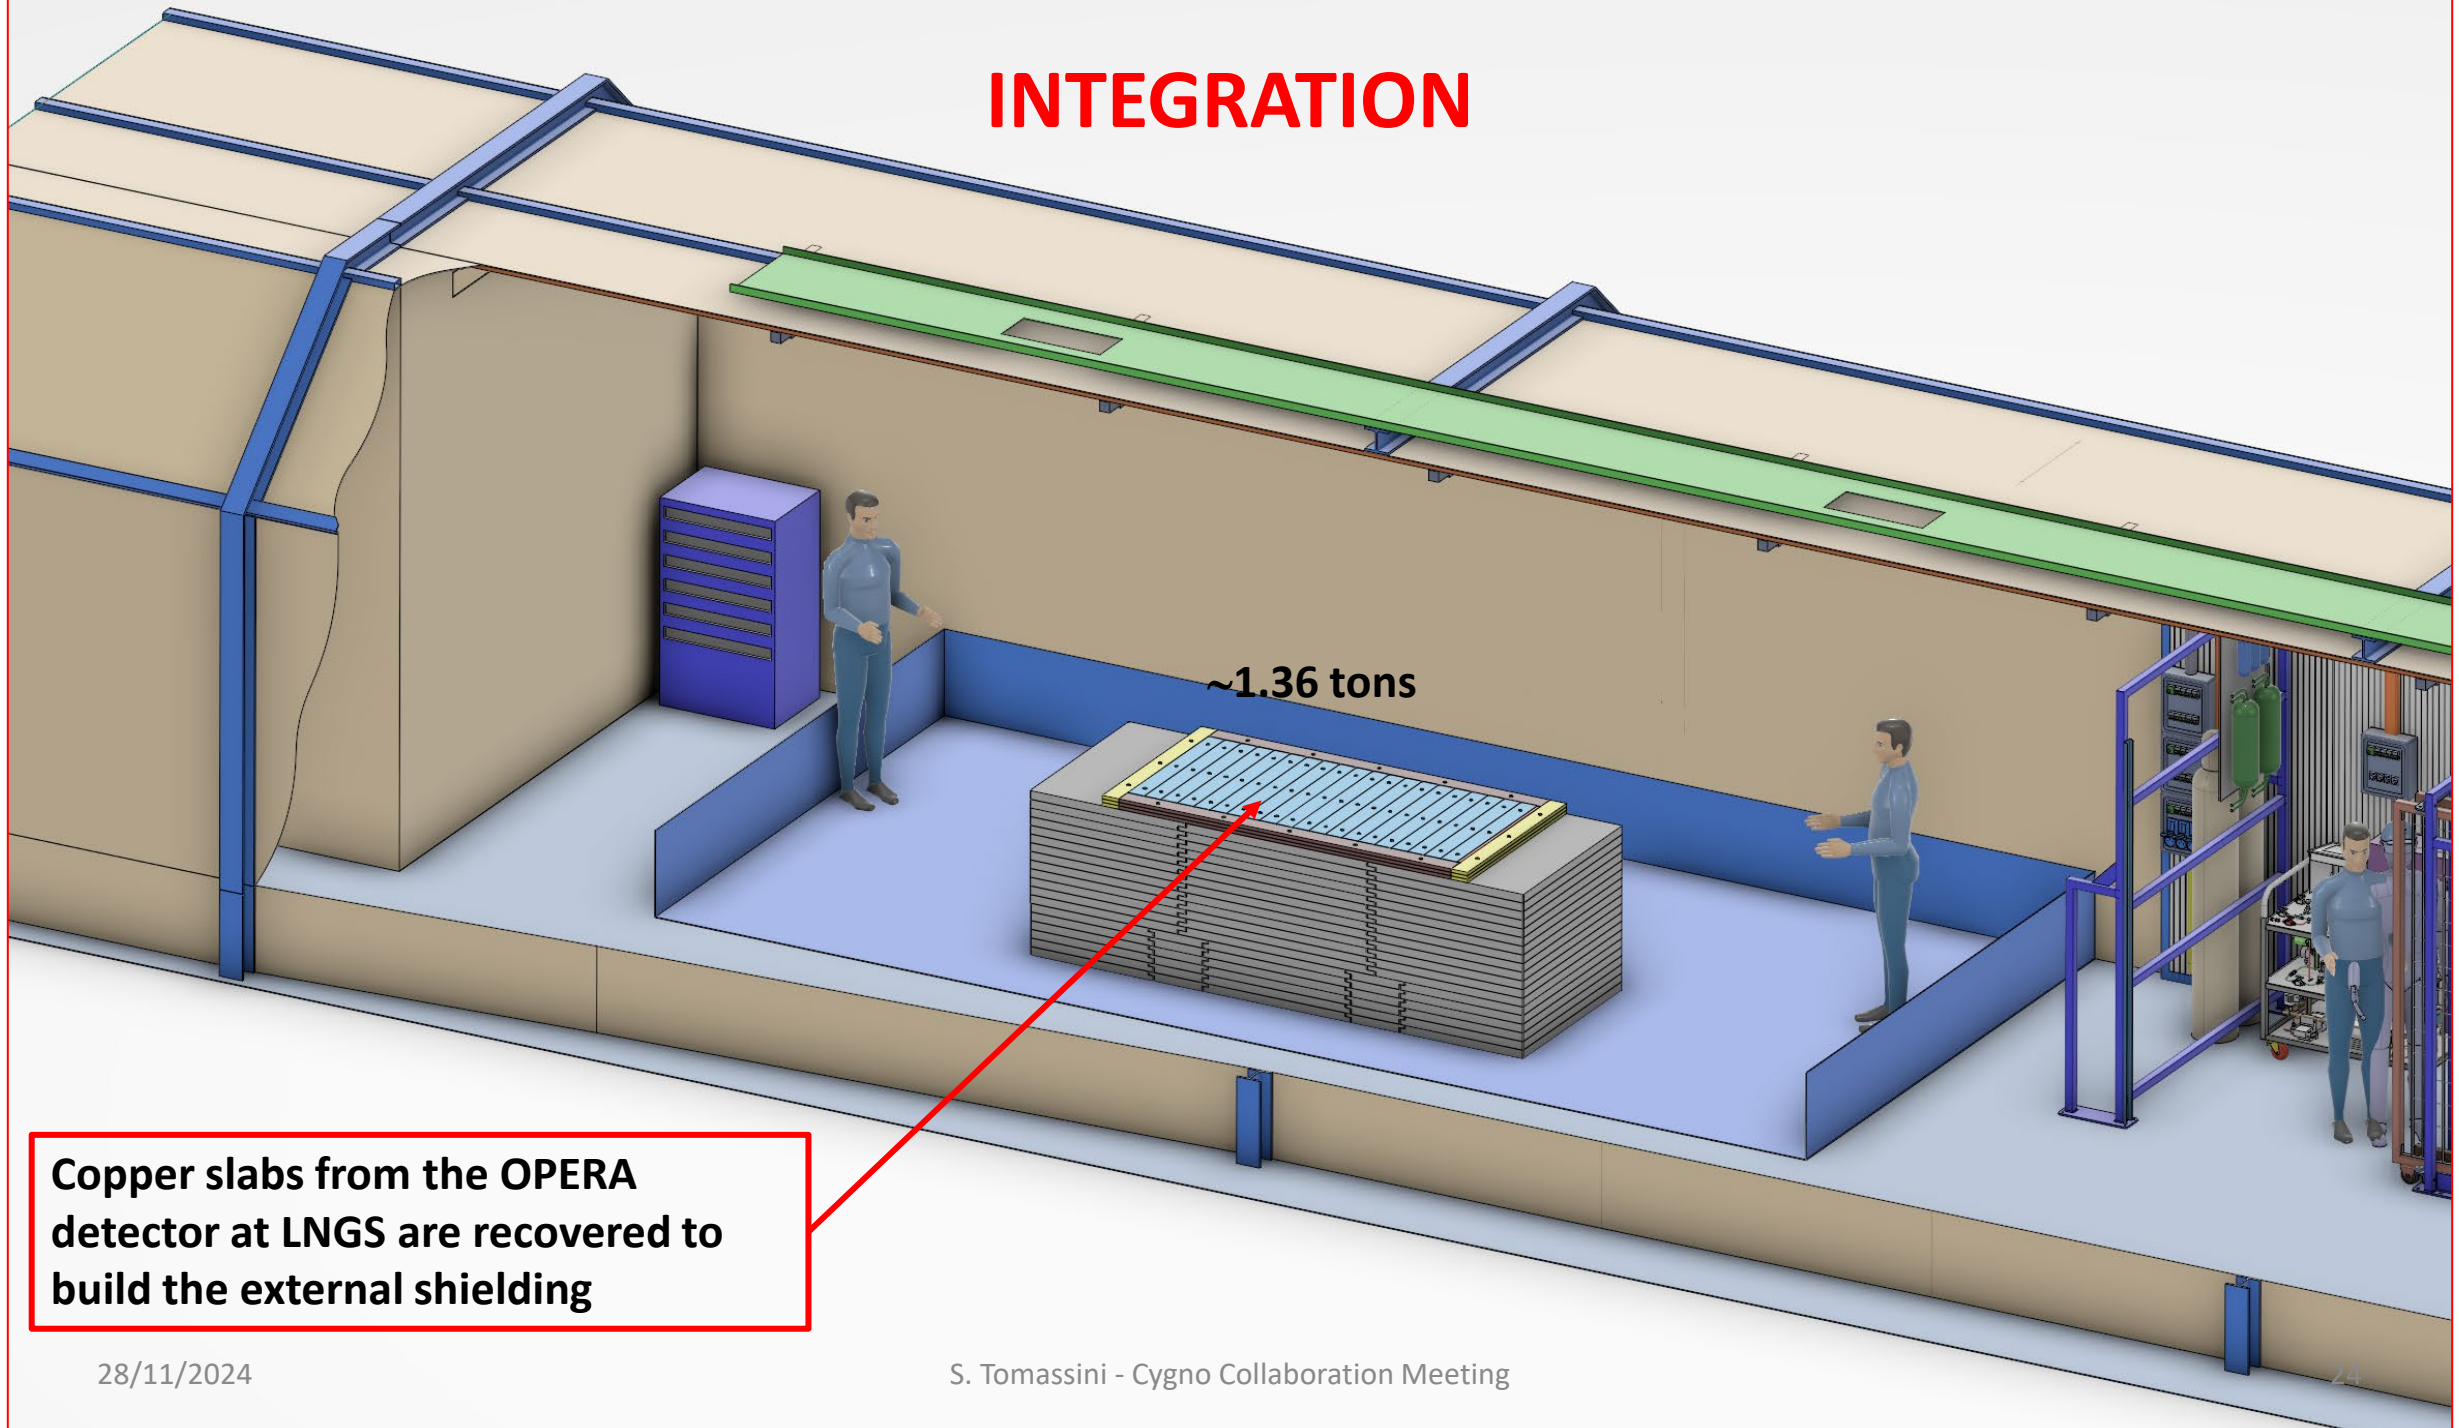 INTEGRATION
~1.36 tons
Copper slabs from the OPERA
detector at LNGS are recovered to
build the external shielding
28/11/2024
S. Tomassini - Cygno Collaboration Meeting
24